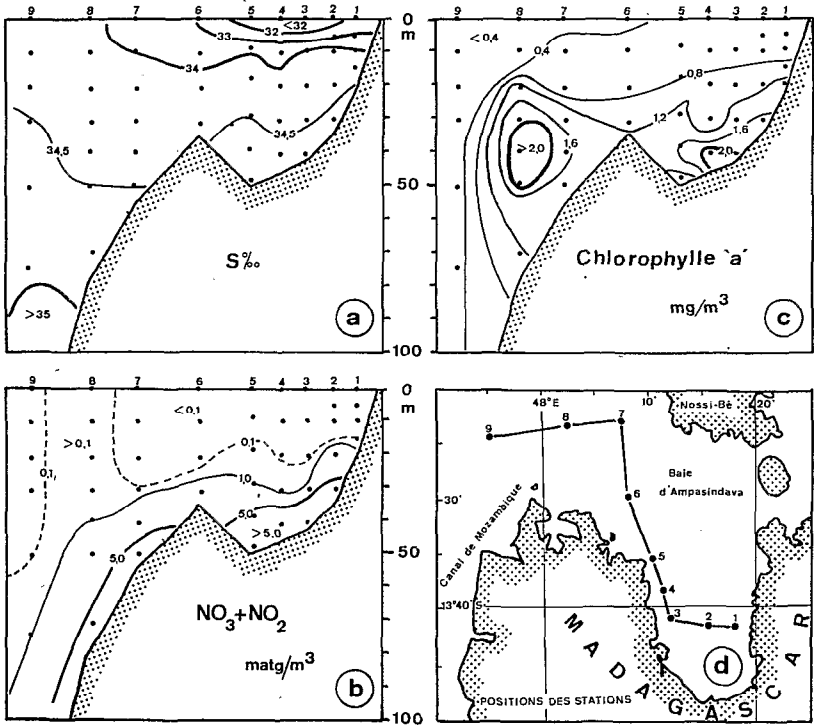 9 8 7 6 5 4 3 2 1 0
m
34,5
34
33
32
<32
34,5
50
S‰
>35
a
100
9 8 7 6 5 4 3 2 1 0
m
<0,4
0,4
0,8
1,2
1,6
>2,0
1,6
2,0
50
Chlorophylle 'a'
mg/m³
c
100
9 8 7 6 5 4 3 2 1 0
m
<0,1
>0,1
0,1
0,1
1,0
5,0
>5,0
5,0
50
NO₃+NO₂
matg/m³
b
100
48°E
10'
20'
Nossi-Bé
9
8
7
Baie
d'Ampasindava
6
30'
Canal de Mozambique
5
4
13°40'S
3
2
1
MADAGASCAR
d
POSITIONS DES STATIONS